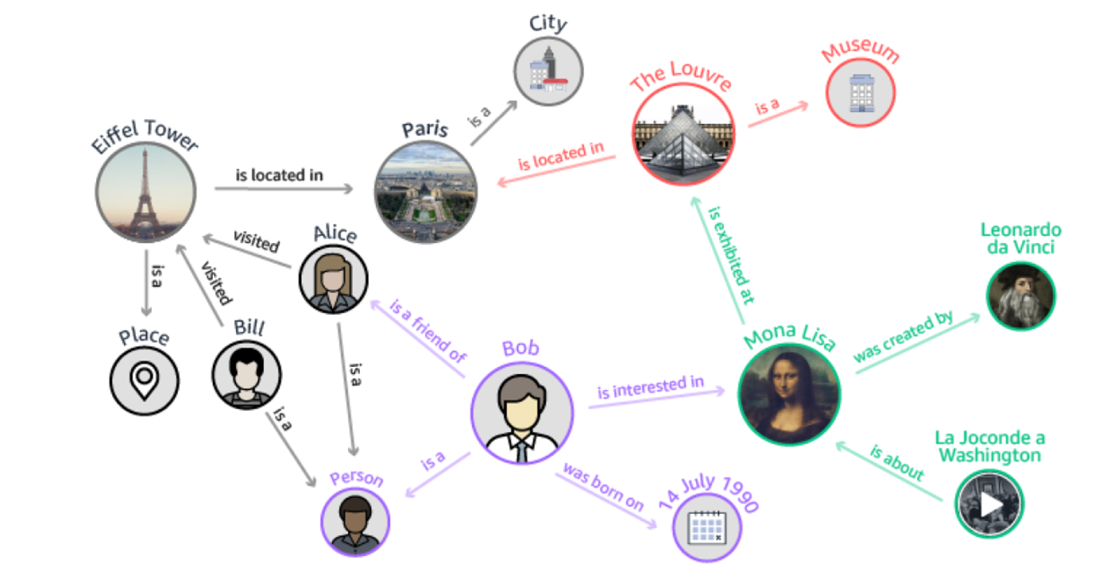 City
Museum
The Louvre
is a
is a
Eiffel Tower
Paris
is located in
is located in
visited
Alice
is exhibited at
Leonardo
da Vinci
is a
visited
Place
Bill
is a friend of
Bob
Mona Lisa
was created by
is a
is interested in
is a
La Joconde a
Washington
is about
Person
is a
was born on
14 July 1990